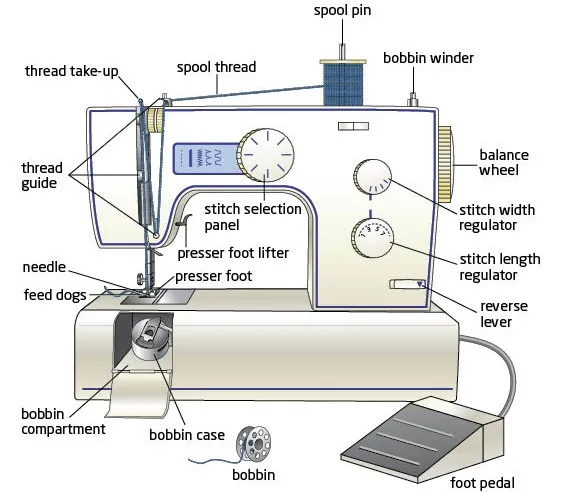 spool pin
spool thread
bobbin winder
thread take-up
thread
guide
balance
wheel
stitch selection
panel
stitch width
regulator
presser foot lifter
needle
presser foot
stitch length
regulator
feed dogs
reverse
lever
bobbin
compartment
bobbin case
bobbin
foot pedal